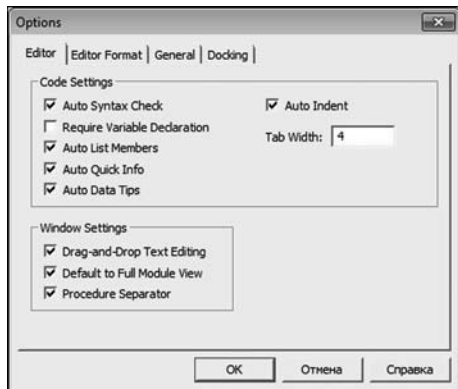 Options
Editor Editor Format General Docking
Code Settings
Auto Syntax Check
Auto Indent
Require Variable Declaration
Tab Width: 4
Auto List Members
Auto Quick Info
Auto Data Tips
Window Settings
Drag-and-Drop Text Editing
Default to Full Module View
Procedure Separator
OK Отмена Справка